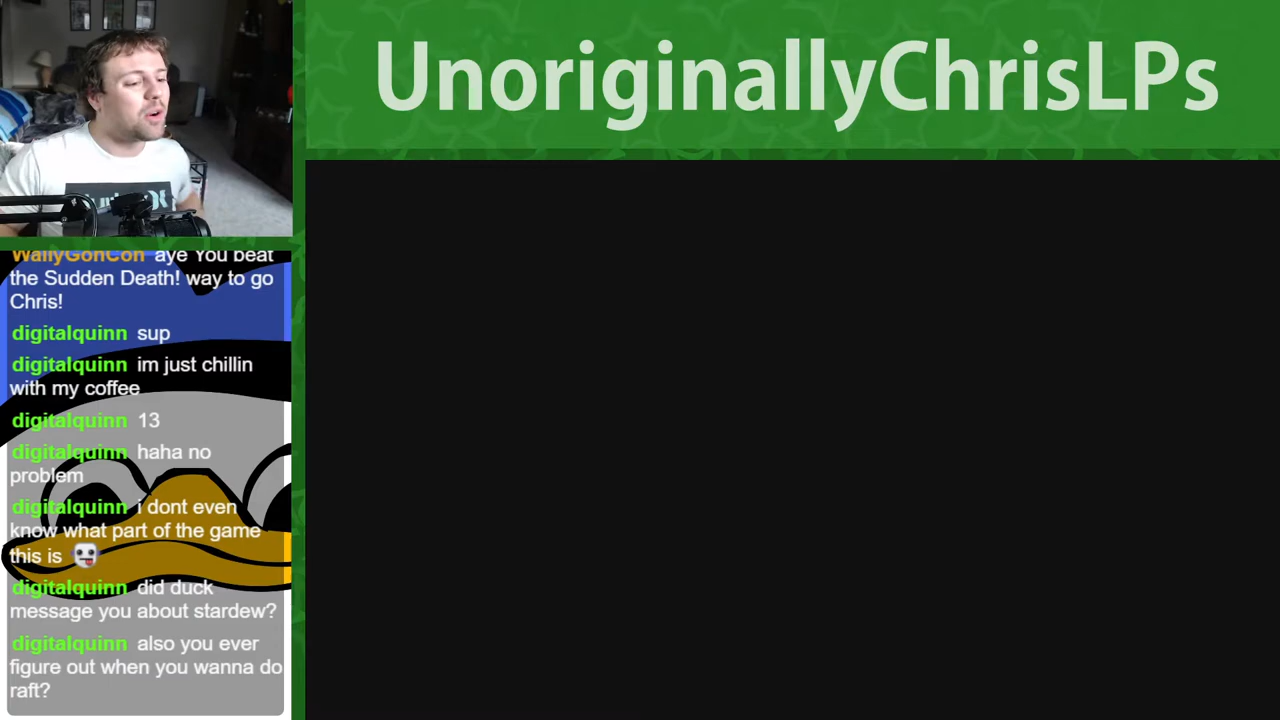 UnoriginallyChrisLPs
WallyGonCon aye You beat
the Sudden Death! way to go
Chris!
digitalquinn sup
digitalquinn im just chillin
with my coffee
digitalquinn 13
digitalquinn haha no
problem
digitalquinn i dont even
know what part of the game
this is
digitalquinn did duck
message you about stardew?
digitalquinn also you ever
figure out when you wanna do
raft?